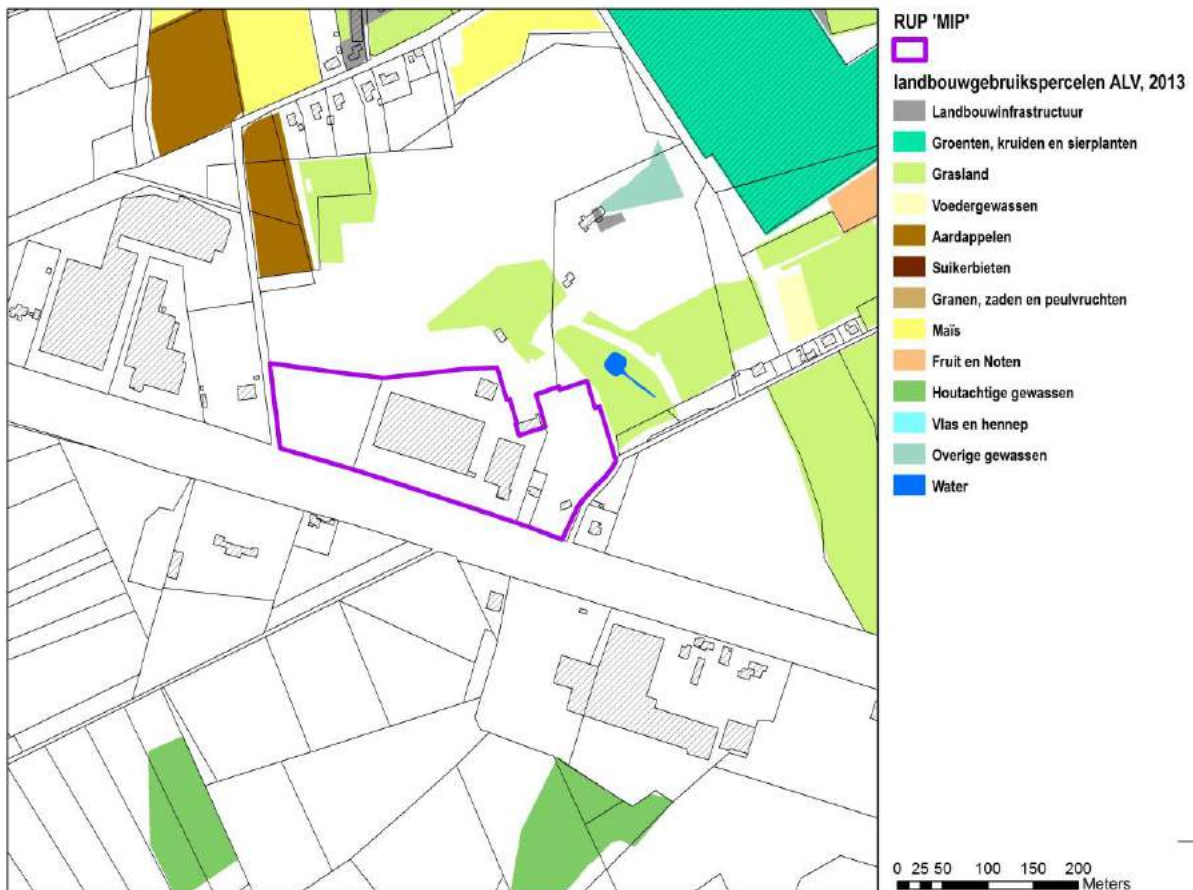 RUP 'MIP'
landbouwgebruikspercelen ALV, 2013
Landbouwinfrastructuur
Groenten, kruiden en sierplanten
Grasland
Voedergewassen
Aardappelen
Suikerbieten
Granen, zaden en peulvruchten
Maïs
Fruit en Noten
Houtachtige gewassen
Vlas en hennep
Overige gewassen
Water
0 25 50 100 150 200
Meters